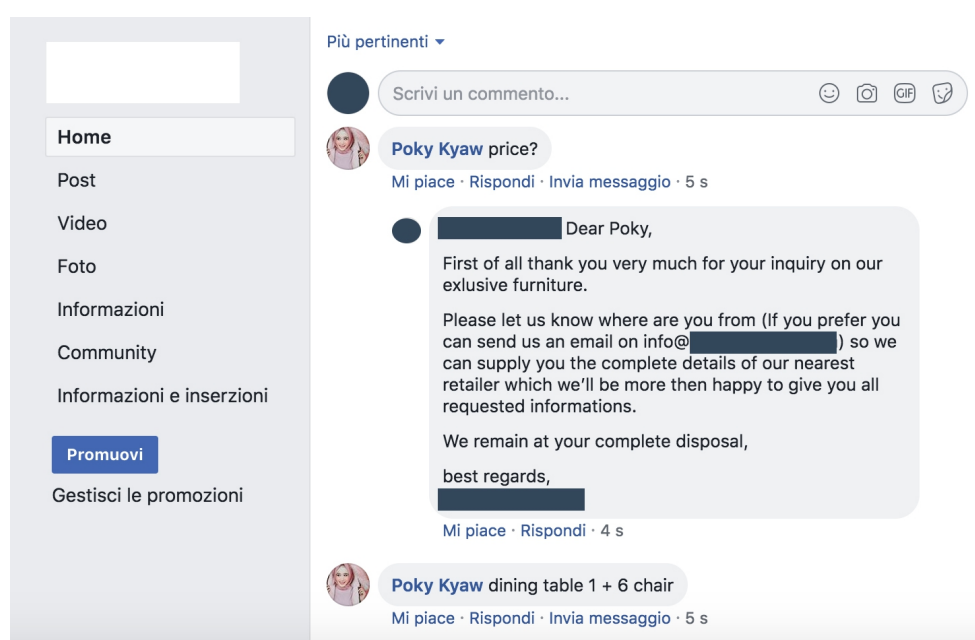 Più pertinenti
Scrivi un commento...
GIF
Home
Post
Video
Foto
Informazioni
Community
Informazioni e inserzioni
Promuovi
Gestisci le promozioni
Poky Kyaw price?
Mi piace · Rispondi · Invia messaggio · 5 s
Dear Poky,
First of all thank you very much for your inquiry on our
exlusive furniture.
Please let us know where are you from (If you prefer you
can send us an email on info@ ) so we
can supply you the complete details of our nearest
retailer which we'll be more then happy to give you all
requested informations.
We remain at your complete disposal,
best regards,
Mi piace · Rispondi · 4 s
Poky Kyaw dining table 1 + 6 chair
Mi piace · Rispondi · Invia messaggio · 5 s